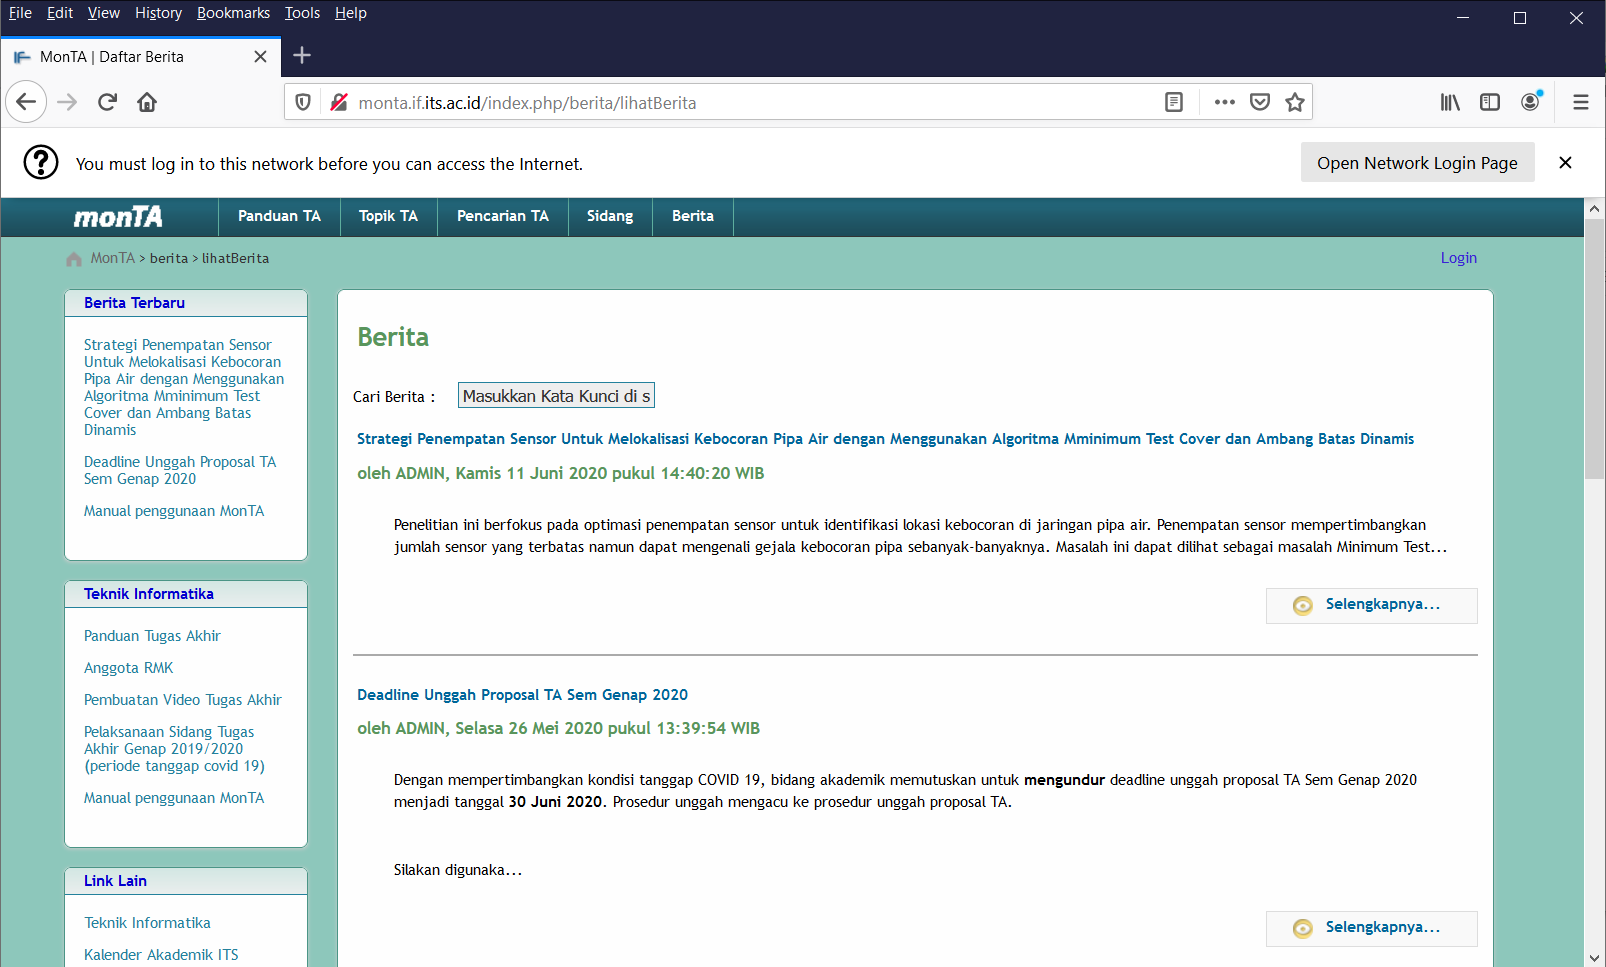 File Edit View History Bookmarks Tools Help
MonTA | Daftar Berita
monta.if.its.ac.id/index.php/berita/lihatBerita
You must log in to this network before you can access the Internet.
Open Network Login Page
monTA
Panduan TA
Topik TA
Pencarian TA
Sidang
Berita
MonTA > berita > lihatBerita
Login
Berita Terbaru
Strategi Penempatan Sensor
Untuk Melokalisasi Kebocoran
Pipa Air dengan Menggunakan
Algoritma Mminimum Test
Cover dan Ambang Batas
Dinamis
Deadline Unggah Proposal TA
Sem Genap 2020
Manual penggunaan MonTA
Teknik Informatika
Panduan Tugas Akhir
Anggota RMK
Pembuatan Video Tugas Akhir
Pelaksanaan Sidang Tugas
Akhir Genap 2019/2020
(periode tanggap covid 19)
Manual penggunaan MonTA
Link Lain
Teknik Informatika
Kalender Akademik ITS
Berita
Cari Berita :
Masukkan Kata Kunci di s
Strategi Penempatan Sensor Untuk Melokalisasi Kebocoran Pipa Air dengan Menggunakan Algoritma Mminimum Test Cover dan Ambang Batas Dinamis
oleh ADMIN, Kamis 11 Juni 2020 pukul 14:40:20 WIB
Penelitian ini berfokus pada optimasi penempatan sensor untuk identifikasi lokasi kebocoran di jaringan pipa air. Penempatan sensor mempertimbangkan
jumlah sensor yang terbatas namun dapat mengenali gejala kebocoran pipa sebanyak-banyaknya. Masalah ini dapat dilihat sebagai masalah Minimum Test...
Selengkapnya...
Deadline Unggah Proposal TA Sem Genap 2020
oleh ADMIN, Selasa 26 Mei 2020 pukul 13:39:54 WIB
Dengan mempertimbangkan kondisi tanggap COVID 19, bidang akademik memutuskan untuk mengundur deadline unggah proposal TA Sem Genap 2020
menjadi tanggal 30 Juni 2020. Prosedur unggah mengacu ke prosedur unggah proposal TA.
Silakan digunaka...
Selengkapnya...